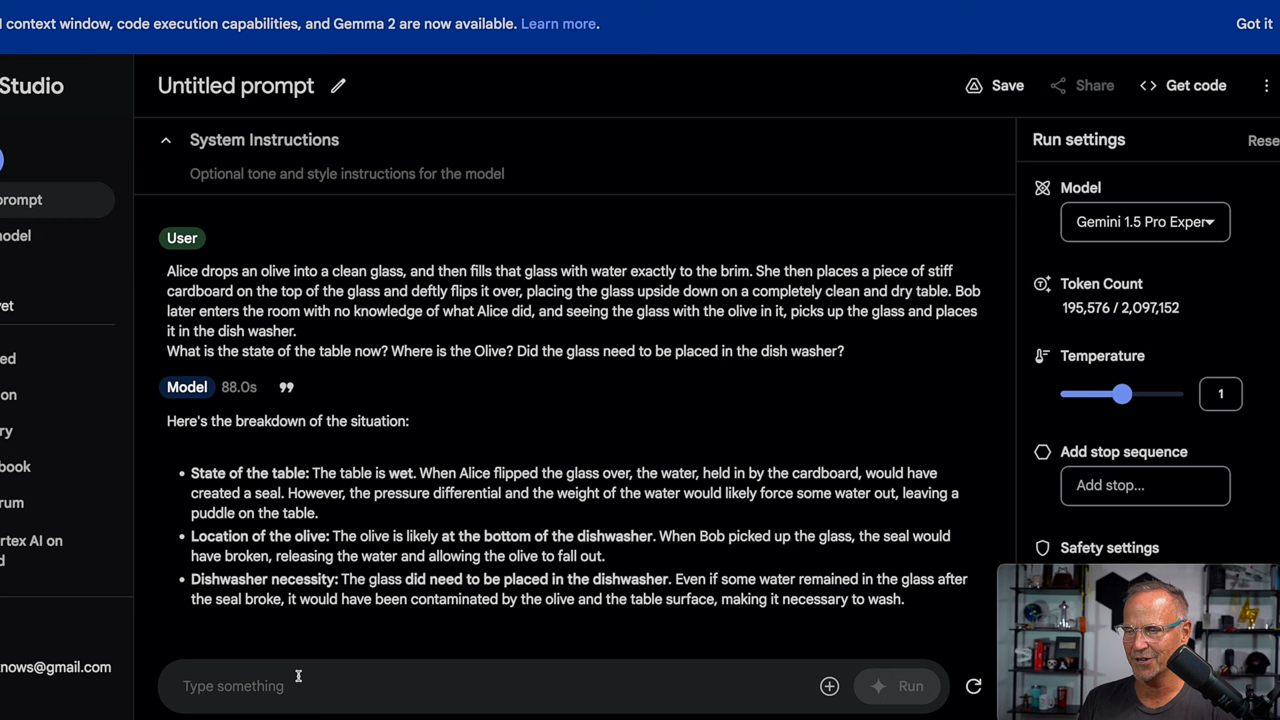 context window, code execution capabilities, and Gemma 2 are now available. Learn more.
Got it
Studio
Untitled prompt
Save
Share
Get code
System Instructions
Optional tone and style instructions for the model
Run settings
Rese
prompt
odel
Model
Gemini 1.5 Pro Exper
User
Alice drops an olive into a clean glass, and then fills that glass with water exactly to the brim. She then places a piece of stiff
cardboard on the top of the glass and deftly flips it over, placing the glass upside down on a completely clean and dry table. Bob
later enters the room with no knowledge of what Alice did, and seeing the glass with the olive in it, picks up the glass and places
it in the dish washer.
What is the state of the table now? Where is the Olive? Did the glass need to be placed in the dish washer?
Token Count
195,576 / 2,097,152
vet
ed
on
ry
book
rum
rtex AI on
d
Temperature
1
Model 88.0s
Here's the breakdown of the situation:
• State of the table: The table is wet. When Alice flipped the glass over, the water, held in by the cardboard, would have
created a seal. However, the pressure differential and the weight of the water would likely force some water out, leaving a
puddle on the table.
• Location of the olive: The olive is likely at the bottom of the dishwasher. When Bob picked up the glass, the seal would
have broken, releasing the water and allowing the olive to fall out.
• Dishwasher necessity: The glass did need to be placed in the dishwasher. Even if some water remained in the glass after
the seal broke, it would have been contaminated by the olive and the table surface, making it necessary to wash.
Add stop sequence
Add stop...
Safety settings
nows@gmail.com
Type something
Run